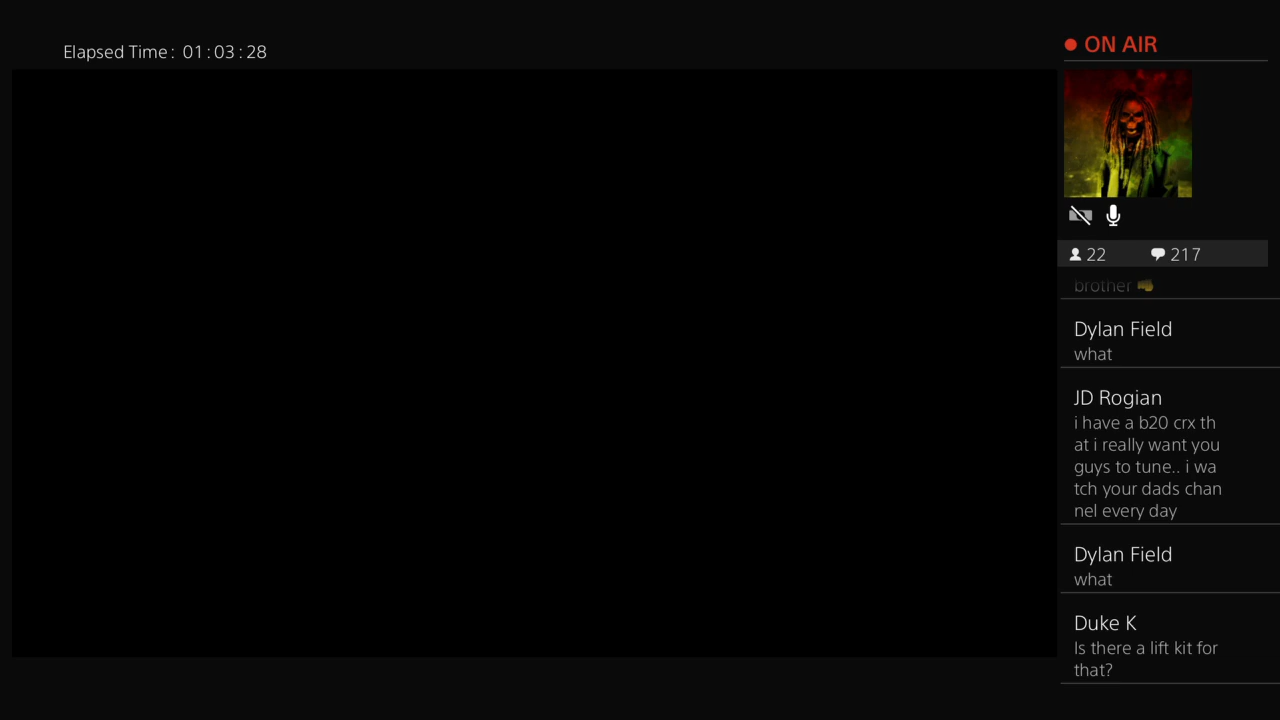 Elapsed Time: 01:03:28
ON AIR
22 217
brother
Dylan Field
what
JD Rogian
i have a b20 crx th
at i really want you
guys to tune.. i wa
tch your dads chan
nel every day
Dylan Field
what
Duke K
Is there a lift kit for
that?